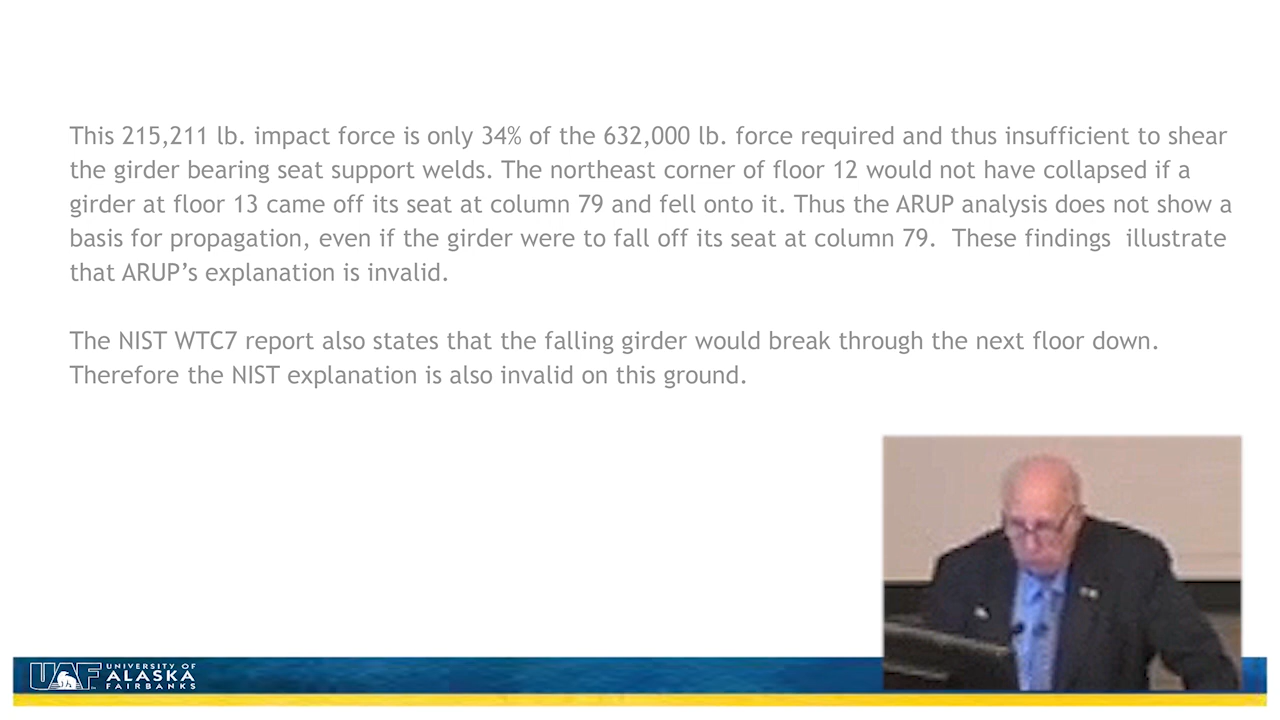 This 215,211 lb. impact force is only 34% of the 632,000 lb. force required and thus insufficient to shear
the girder bearing seat support welds. The northeast corner of floor 12 would not have collapsed if a
girder at floor 13 came off its seat at column 79 and fell onto it. Thus the ARUP analysis does not show a
basis for propagation, even if the girder were to fall off its seat at column 79.  These findings  illustrate
that ARUP’s explanation is invalid.
The NIST WTC7 report also states that the falling girder would break through the next floor down.
Therefore the NIST explanation is also invalid on this ground.
UAF
UNIVERSITY OF
ALASKA
FAIRBANKS